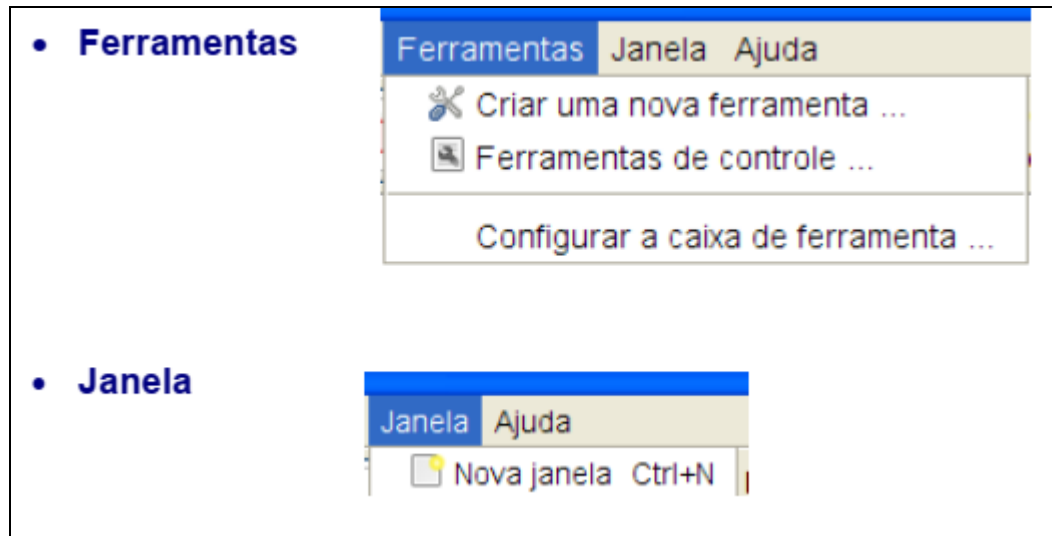 • Ferramentas
Ferramentas Janela Ajuda
Criar uma nova ferramenta ...
Ferramentas de controle ...
Configurar a caixa de ferramenta ...
• Janela
Janela Ajuda
Nova janela Ctrl+N